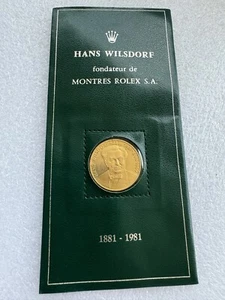 HANS WILSDORF
fondateur de
MONTRES ROLEX S.A.
1881 - 1981